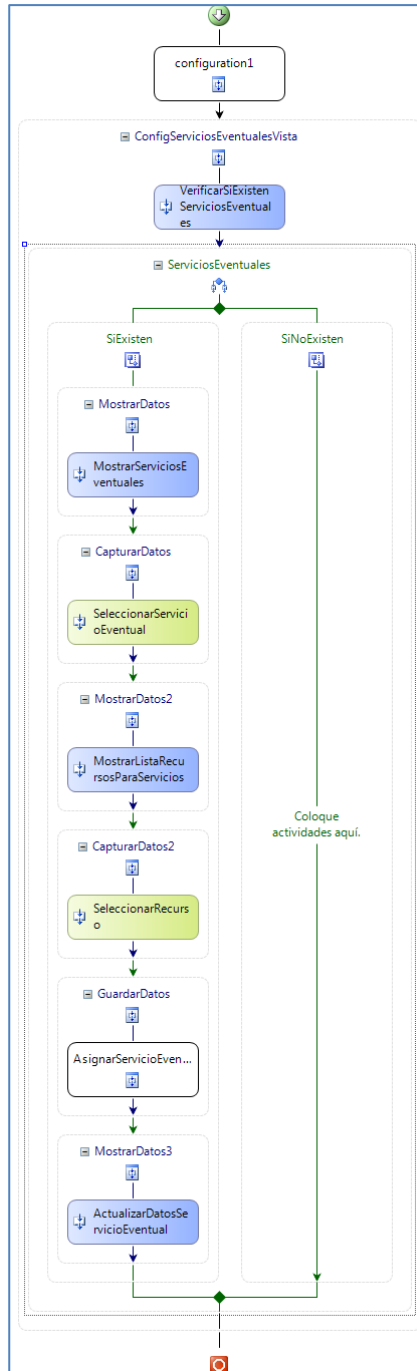 configuration1
ConfigServiciosEventualesVista
VerificarSiExisten
ServiciosEventual
es
ServiciosEventuales
SiExisten
SiNoExisten
MostrarDatos
MostrarServiciosE
ventuales
CapturarDatos
SeleccionarServici
oEventual
MostrarDatos2
MostrarListaRecu
rsosParaServicios
Coloque
actividades aquí.
CapturarDatos2
SeleccionarRecurs
o
GuardarDatos
AsignarServicioEven...
MostrarDatos3
ActualizarDatosSe
rvicioEventual